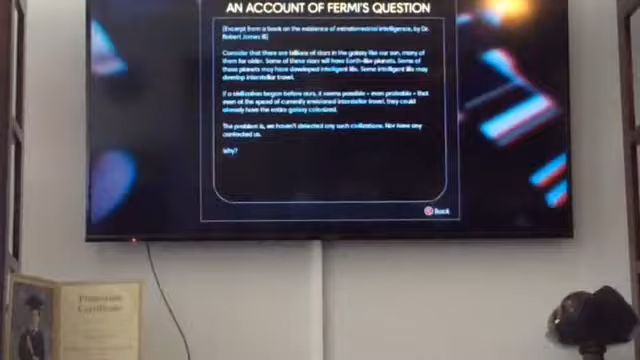 AN ACCOUNT OF FERMI'S QUESTION
(Excerpt from a book on the existence of extraterrestrial intelligence, by Dr.
Robert James III)
Consider that there are billions of stars in the galaxy like our sun, many of
them far older. Some of these stars will have Earth-like planets. Some of
those planets may have developed intelligent life. Some intelligent life may
develop interstellar travel.
If a civilization began before ours, it seems possible - even probable - that
even at the speed of currently envisioned interstellar travel, they could
already have the entire galaxy colonized.
The problem is, we haven't detected any such civilizations. Nor have any
contacted us.
Why?
Back
Certificate